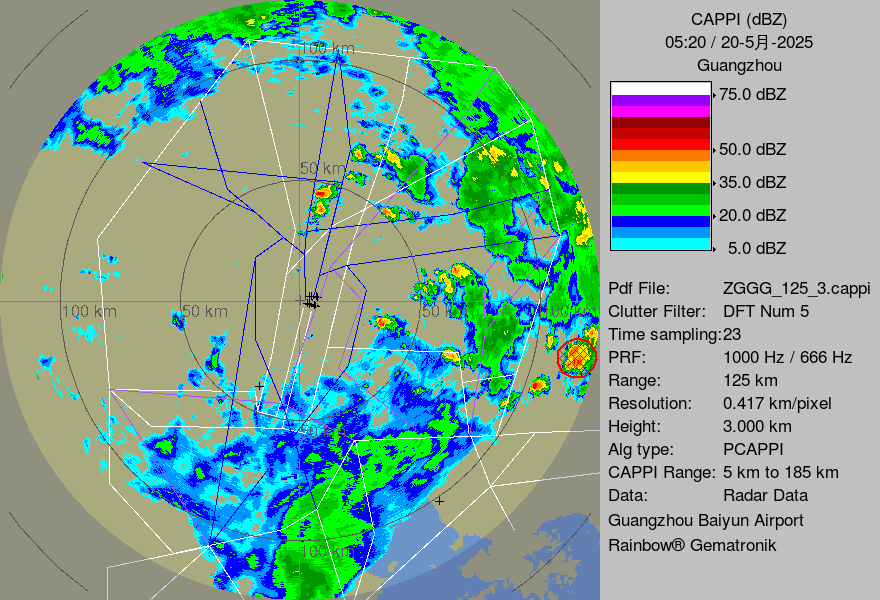 CAPPI (dBZ)
05:20 / 20-5月-2025
Guangzhou
75.0 dBZ
50.0 dBZ
35.0 dBZ
20.0 dBZ
5.0 dBZ
Pdf File: ZGGG_125_3.cappi
Clutter Filter: DFT Num 5
Time sampling:23
PRF: 1000 Hz / 666 Hz
Range: 125 km
Resolution: 0.417 km/pixel
Height: 3.000 km
Alg type: PCAPPI
CAPPI Range: 5 km to 185 km
Data: Radar Data
Guangzhou Baiyun Airport
Rainbow® Gematronik
100 km
50 km
100 km
50 km
50 km
100 km
50 km
100 km